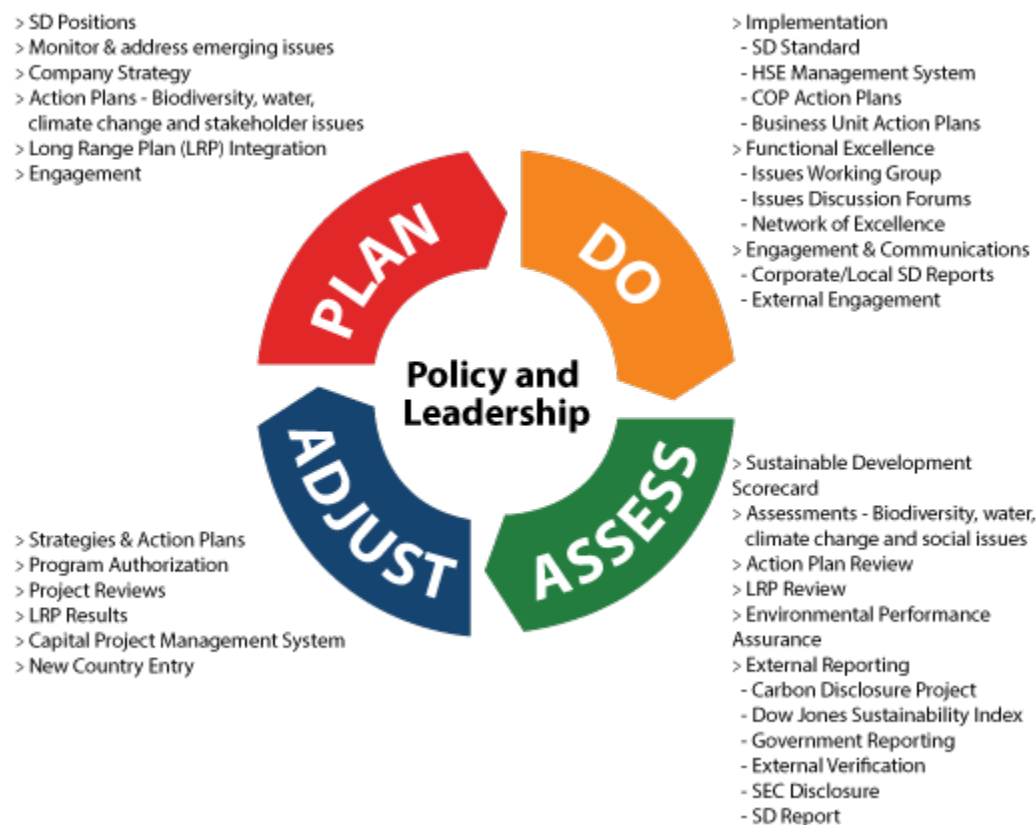 > SD Positions
> Monitor & address emerging issues
> Company Strategy
> Action Plans - Biodiversity, water,
climate change and stakeholder issues
> Long Range Plan (LRP) Integration
> Engagement
> Implementation
- SD Standard
- HSE Management System
- COP Action Plans
- Business Unit Action Plans
> Functional Excellence
- Issues Working Group
- Issues Discussion Forums
- Network of Excellence
> Engagement & Communications
- Corporate/Local SD Reports
- External Engagement
PLAN
DO
Policy and
Leadership
ADJUST
ASSESS
> Strategies & Action Plans
> Program Authorization
> Project Reviews
> LRP Results
> Capital Project Management System
> New Country Entry
> Sustainable Development
Scorecard
> Assessments - Biodiversity, water,
climate change and social issues
> Action Plan Review
> LRP Review
> Environmental Performance
Assurance
> External Reporting
- Carbon Disclosure Project
- Dow Jones Sustainability Index
- Government Reporting
- External Verification
- SEC Disclosure
- SD Report